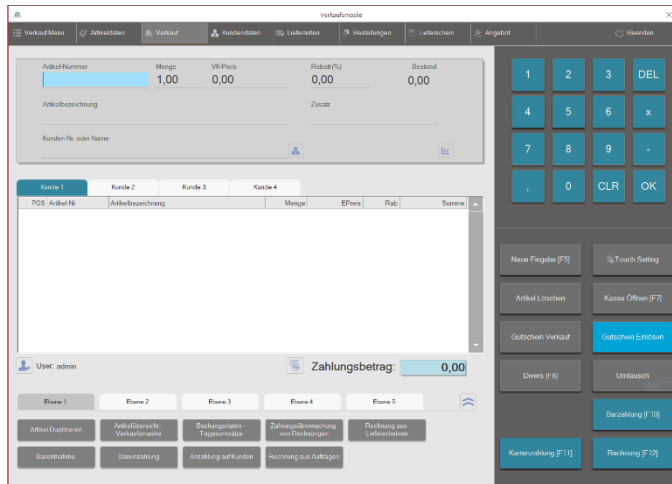 Verkaufsmaske
Verkauf Menu
Artikeldaten
Verkauf
Kundendaten
Lieferanten
Bestellungen
Lieferschein
Angebot
Beenden
Artikel-Nummer
Menge
VK-Preis
Rabatt(%)
Bestand
1,00
0,00
0,00
0,00
Artikelbezeichnung
Zusatz
Kunden-Nr. oder Name
1
2
3
DEL
4
5
6
x
7
8
9
-
,
0
CLR
OK
Kunde 1
Kunde 2
Kunde 3
Kunde 4
POS
Artikel-Nr
Artikelbezeichnung
Menge
EPreis
Rab
Summe
Neue Eingabe [F5]
Touch Setting
Artikel Löschen
Kasse Öffnen [F7]
Gutschein Verkauf
Gutschein Einlösen
Divers [F8]
Umtausch
Barzahlung [F10]
Kartenzahlung [F11]
Rechnung [F12]
User: admin
Zahlungsbetrag:
0,00
Ebene 1
Ebene 2
Ebene 3
Ebene 4
Ebene 5
Artikel Duplizieren
Artikelübersicht -
Verkaufsmaske
Buchungsdaten -
Tagesumsätze
Zahlungsüberwachung
von Rechnungen
Rechnung aus
Lieferscheinen
Barentnahme
Bareinzahlung
Anzahlung auf Kunden
Rechnung aus Aufträgen